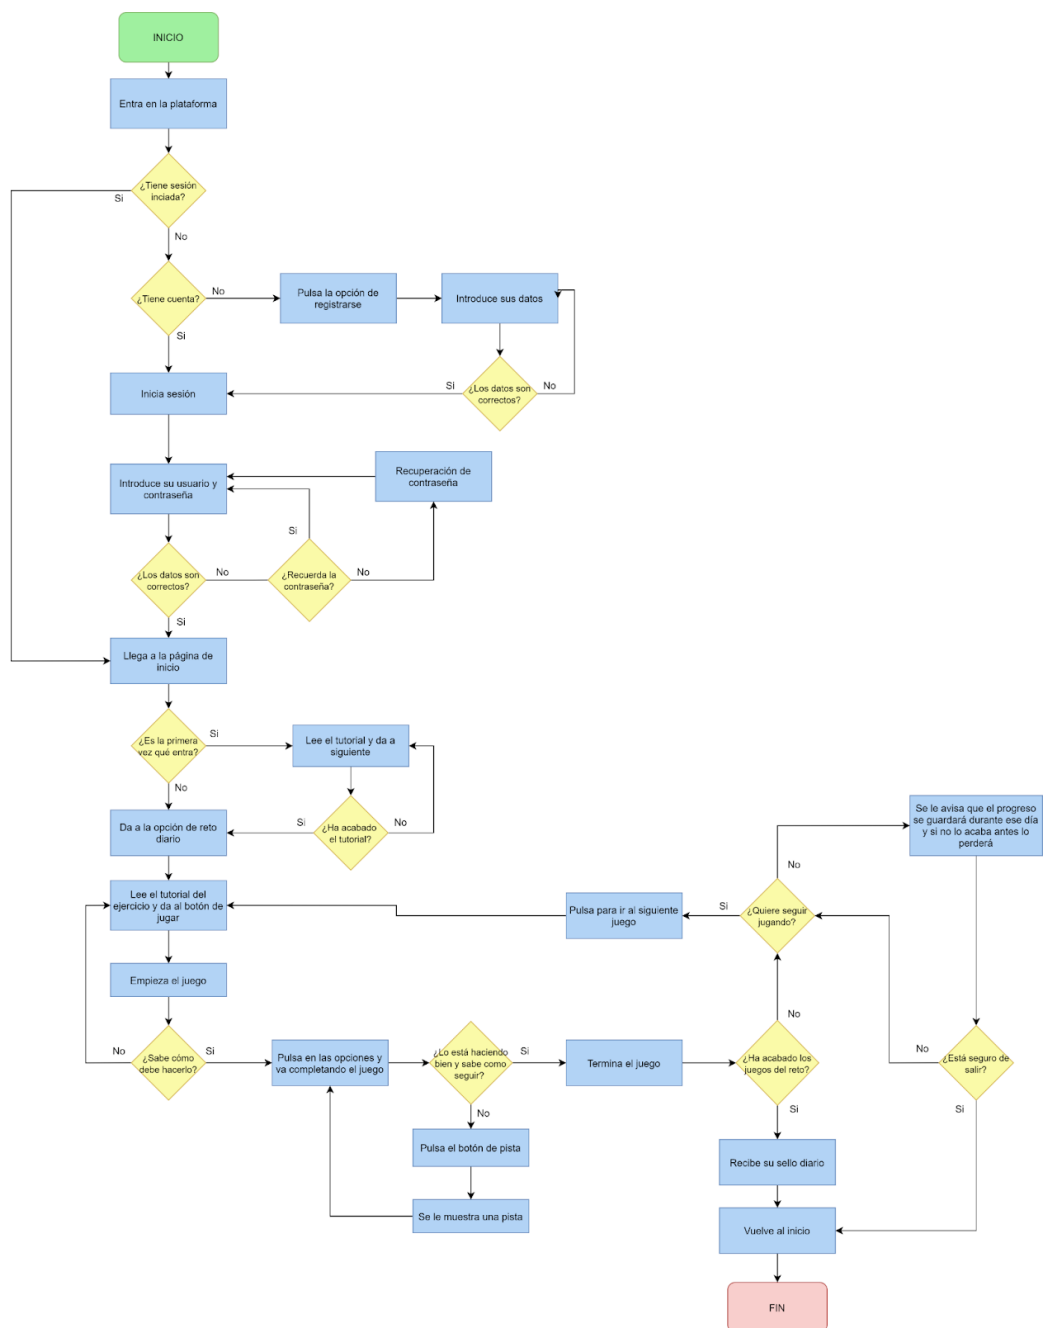 INICIO
Entra en la plataforma
¿Tiene sesión
inciada?
Si
No
¿Tiene cuenta?
No
Pulsa la opción de
registrarse
Introduce sus datos
Si
¿Los datos son
correctos?
No
Si
Inicia sesión
Introduce su usuario y
contraseña
Recuperación de
contraseña
Si
¿Los datos son
correctos?
No
¿Recuerda la
contraseña?
No
Si
Llega a la página de
inicio
¿Es la primera
vez qué entra?
Si
Lee el tutorial y da a
siguiente
No
Da a la opción de reto
diario
Si
¿Ha acabado
el tutorial?
No
Se le avisa que el progreso
se guardará durante ese día
y si no lo acaba antes lo
perderá
No
Lee el tutorial del
ejercicio y da al botón de
jugar
Pulsa para ir al siguiente
juego
Si
¿Quiere seguir
jugando?
Empieza el juego
No
No
¿Sabe cómo
debe hacerlo?
Si
Pulsa en las opciones y
va completando el juego
¿Lo está haciendo
bien y sabe como
seguir?
Si
Termina el juego
¿Ha acabado los
juegos del reto?
No
¿Está seguro de
salir?
No
Si
Si
Pulsa el botón de pista
Recibe su sello diario
Se le muestra una pista
Vuelve al inicio
FIN